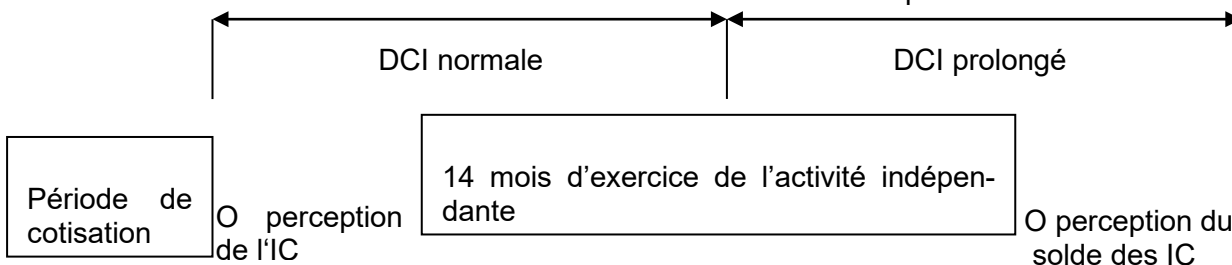 DCI normale
DCI prolongé
Période de
cotisation
O perception
de l‘IC
14 mois d’exercice de l’activité indépen-
dante
O perception du
solde des IC